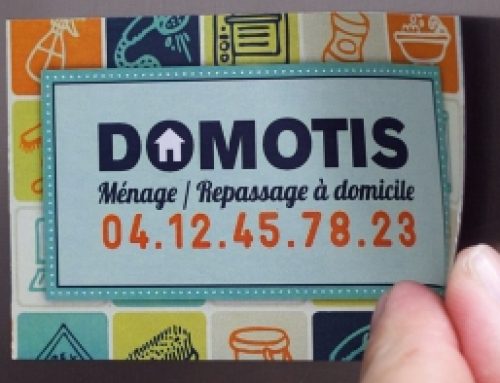 DOMOTIS
Ménage / Repassage à domicile
04.12.45.78.23